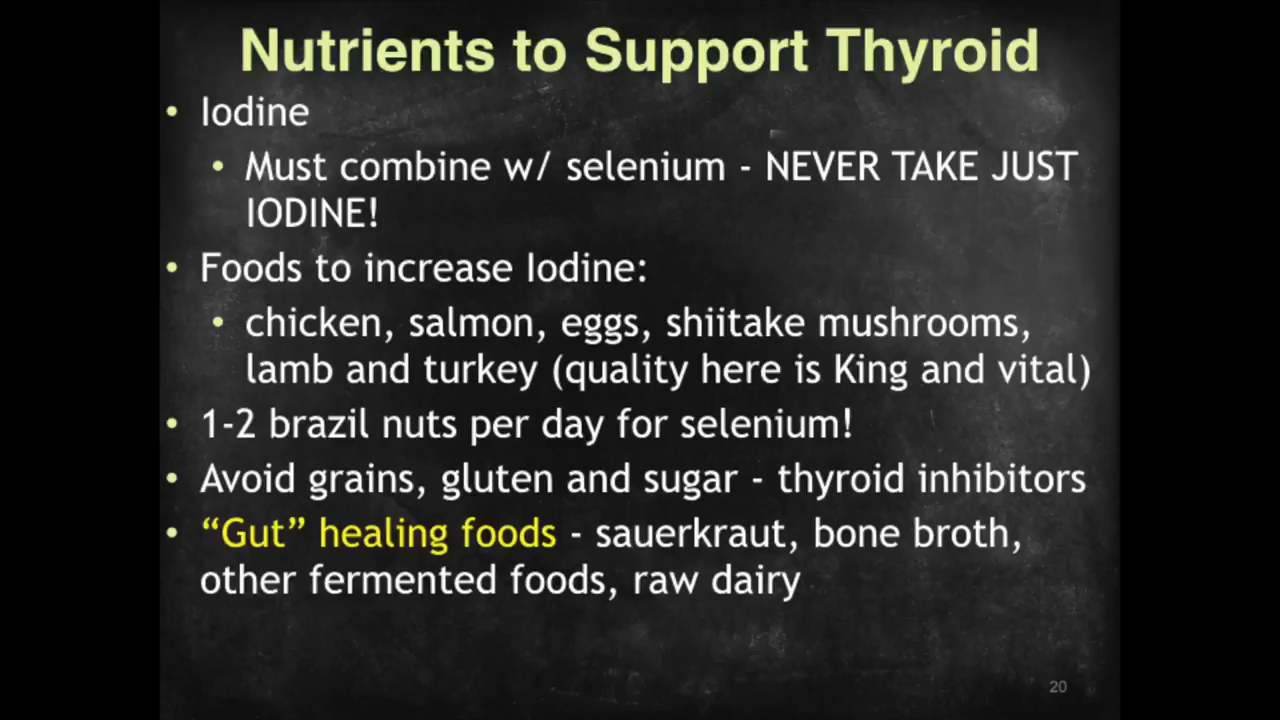 Nutrients to Support Thyroid
• Iodine
• Must combine w/ selenium - NEVER TAKE JUST
IODINE!
• Foods to increase Iodine:
• chicken, salmon, eggs, shiitake mushrooms,
lamb and turkey (quality here is King and vital)
• 1-2 brazil nuts per day for selenium!
• Avoid grains, gluten and sugar - thyroid inhibitors
• “Gut” healing foods - sauerkraut, bone broth,
other fermented foods, raw dairy
20